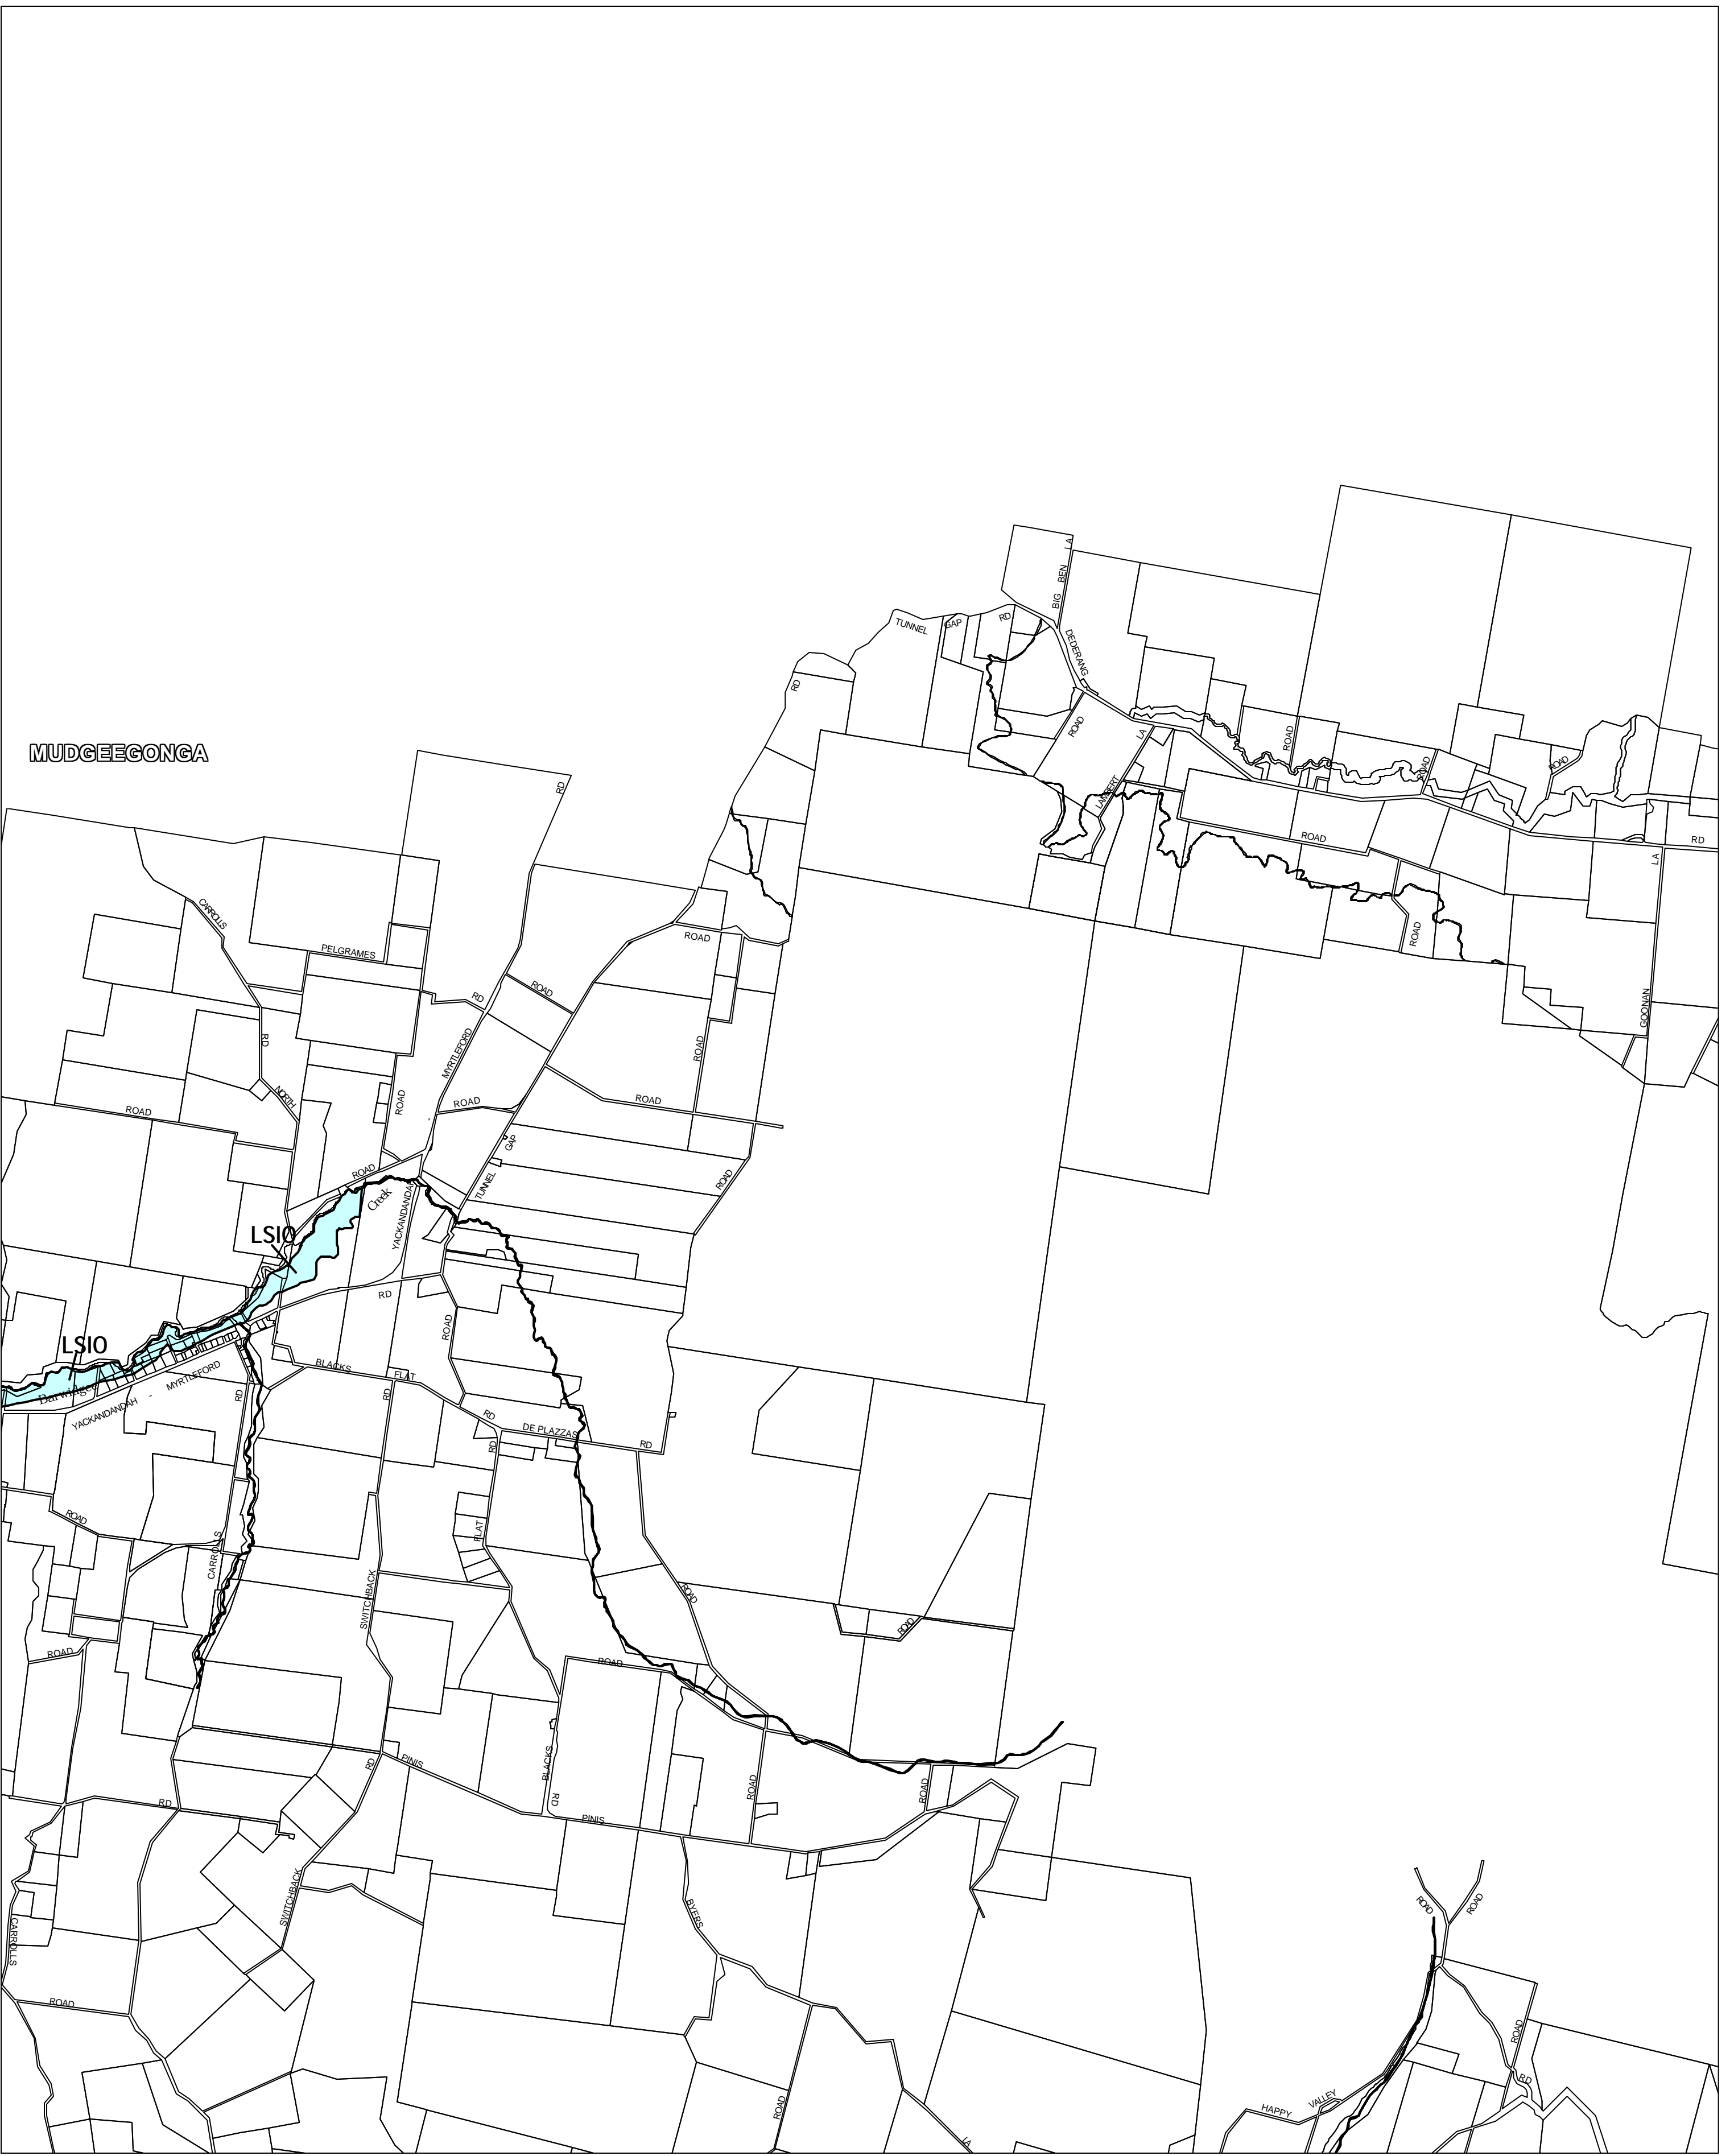 LA
BEN
BIG
TUNNEL
GAP
RD
DEDERANG
RD
ROAD
LA
ROAD
ROAD
ROAD
MUDGEEGONGA
RD
LAMBERT
ROAD
RD
LA
CARROLLS
ROAD
ROAD
PELGRAMES
RD
ROAD
GOONAN
RD
MYRTLEFORD
ROAD
NORTH
ROAD
ROAD
ROAD
ROAD
-
GAP
ROAD
TUNNEL
ROAD
Creek
YACKANDANDAH
LSIO
RD
ROAD
LSIO
BLACKS
FLAT
MYRTLEFORD
Barwidgee
-
RD
RD
YACKANDANDAH
RD
DE PLAZZAS
RD
RD
ROAD
FLAT
CARROLLS
SWITCHBACK
ROAD
ROAD
ROAD
ROAD
BLACKS
RD
PINIS
ROAD
ROAD
RD
RD
PINIS
SWITCHBACK
BYERS
ROAD
ROAD
CARROLLS
ROAD
ROAD
RD
ROAD
HAPPY
VALLEY
LA